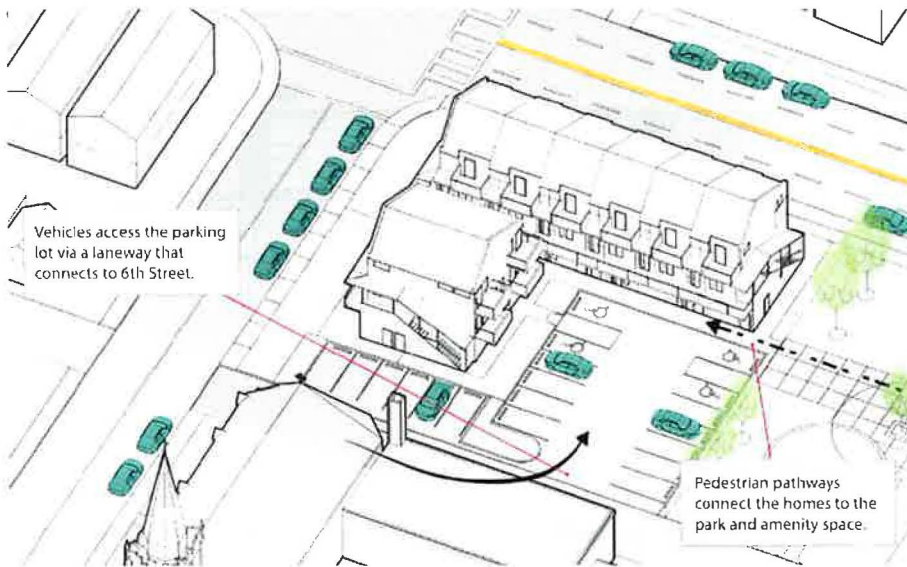 Vehicles access the parking
lot via a laneway that
connects to 6th Street.
Pedestrian pathways
connect the homes to the
park and amenity space.